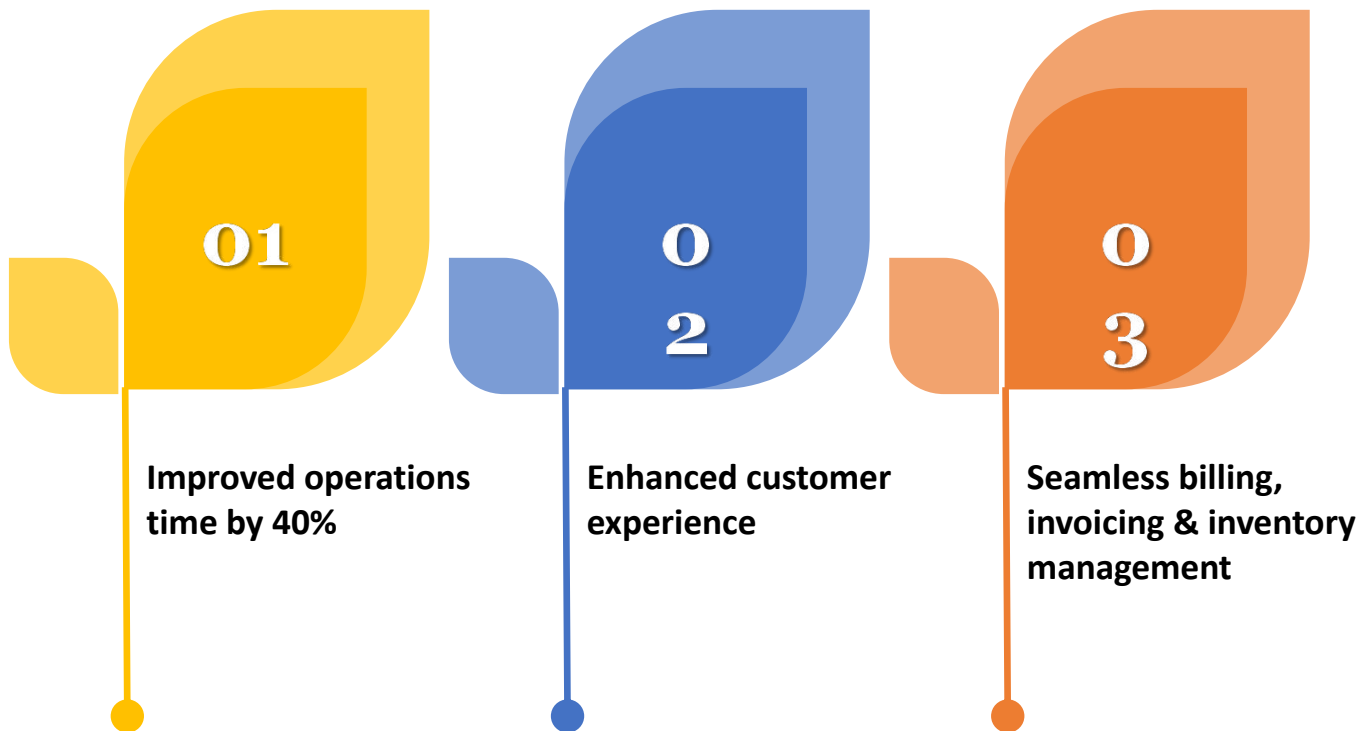 01
Improved operations
time by 40%
0
2
Enhanced customer
experience
0
3
Seamless billing,
invoicing & inventory
management